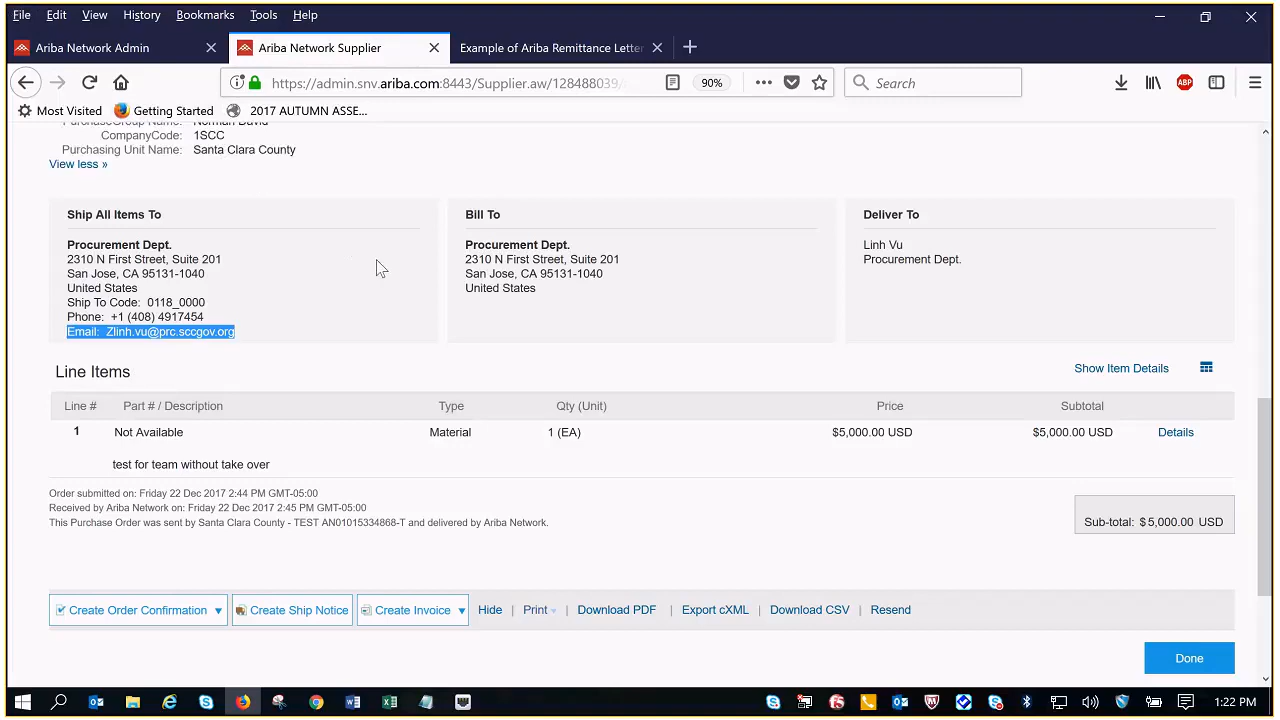 File Edit View History Bookmarks Tools Help
Ariba Network Admin
Ariba Network Supplier
Example of Ariba Remittance Letter
https://admin.snv.ariba.com:8443/Supplier.aw/128488039/
90%
Search
ABP
Most Visited Getting Started 2017 AUTUMN ASSE...
PurchaseGroup Name: Norman David
CompanyCode: 1SCC
Purchasing Unit Name: Santa Clara County
View less »
Ship All Items To
Procurement Dept.
2310 N First Street, Suite 201
San Jose, CA 95131-1040
United States
Ship To Code: 0118_0000
Phone: +1 (408) 4917454
Email: Zlinh.vu@prc.sccgov.org
Bill To
Procurement Dept.
2310 N First Street, Suite 201
San Jose, CA 95131-1040
United States
Deliver To
Linh Vu
Procurement Dept.
Line Items
Show Item Details
Line # Part # / Description Type Qty (Unit) Price Subtotal
1 Not Available Material 1 (EA) $5,000.00 USD $5,000.00 USD Details
test for team without take over
Order submitted on: Friday 22 Dec 2017 2:44 PM GMT-05:00
Received by Ariba Network on: Friday 22 Dec 2017 2:45 PM GMT-05:00
This Purchase Order was sent by Santa Clara County - TEST AN01015334868-T and delivered by Ariba Network.
Sub-total: $ 5,000.00 USD
Create Order Confirmation Create Ship Notice Create Invoice Hide | Print | Download PDF | Export cXML | Download CSV | Resend
Done
1:22 PM